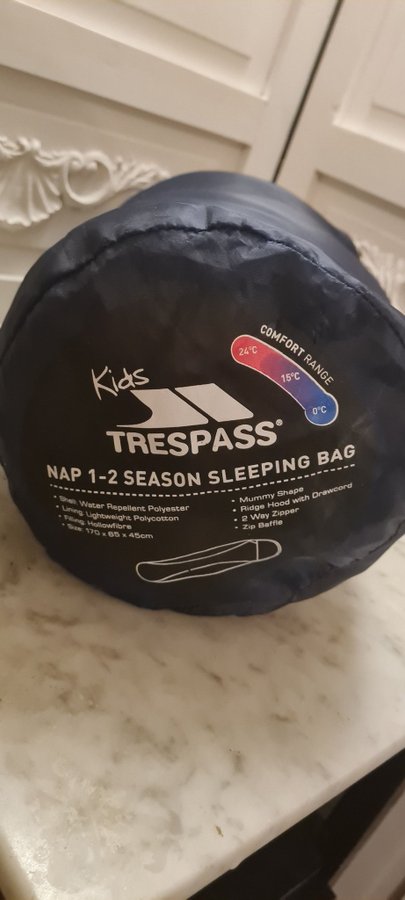 COMFORT RANGE
24°C
15°C
0°C
Kids
TRESPASS®
NAP 1-2 SEASON SLEEPING BAG
• Shell: Water Repellent Polyester
• Lining: Lightweight Polycotton
• Filling: Hollowfibre
• Size: 170 x 65 x 45cm
• Mummy Shape
• Ridge Hood with Drawcord
• 2 Way Zipper
• Zip Baffle